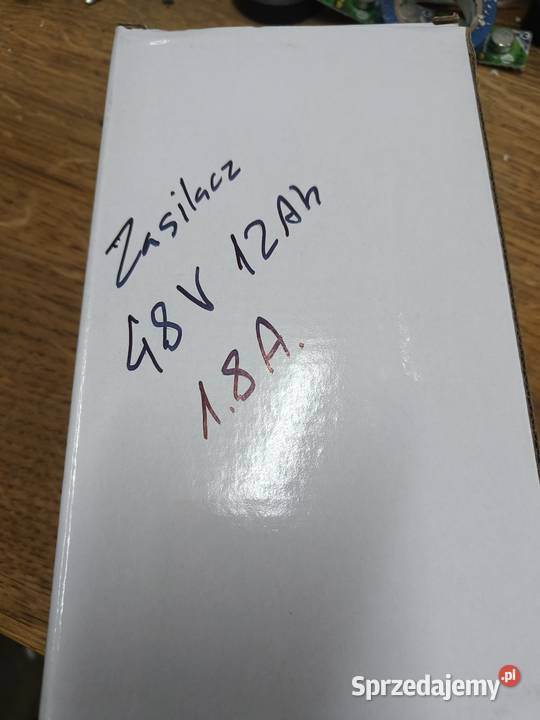 Zasilacz
48V 12Ah
1.8A.
Sprzedajemy.pl